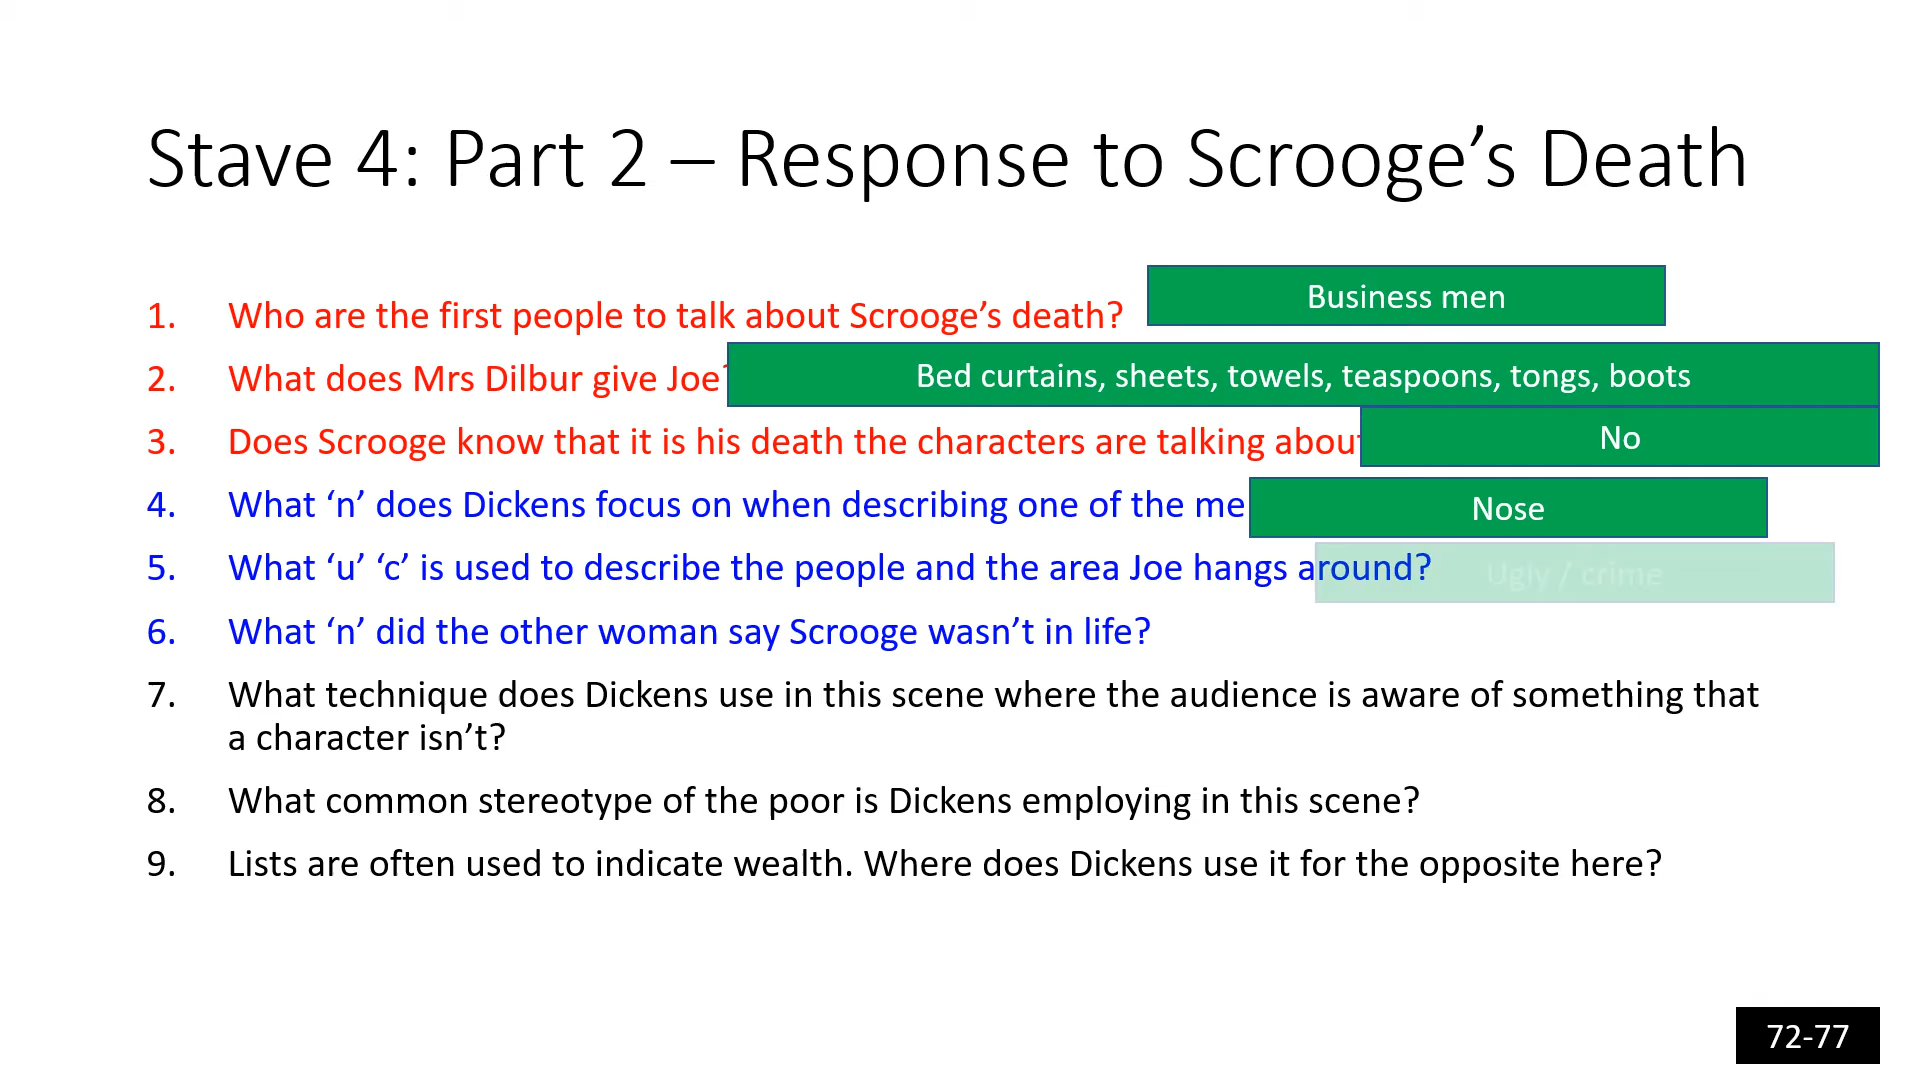 Stave 4: Part 2 – Response to Scrooge’s Death
1. Who are the first people to talk about Scrooge’s death? Business men
2. What does Mrs Dilbur give Joe? Bed curtains, sheets, towels, teaspoons, tongs, boots
3. Does Scrooge know that it is his death the characters are talking about No
4. What ‘n’ does Dickens focus on when describing one of the me Nose
5. What ‘u’ ‘c’ is used to describe the people and the area Joe hangs around? Ugly / crime
6. What ‘n’ did the other woman say Scrooge wasn’t in life?
7. What technique does Dickens use in this scene where the audience is aware of something that
a character isn’t?
8. What common stereotype of the poor is Dickens employing in this scene?
9. Lists are often used to indicate wealth. Where does Dickens use it for the opposite here?
72-77